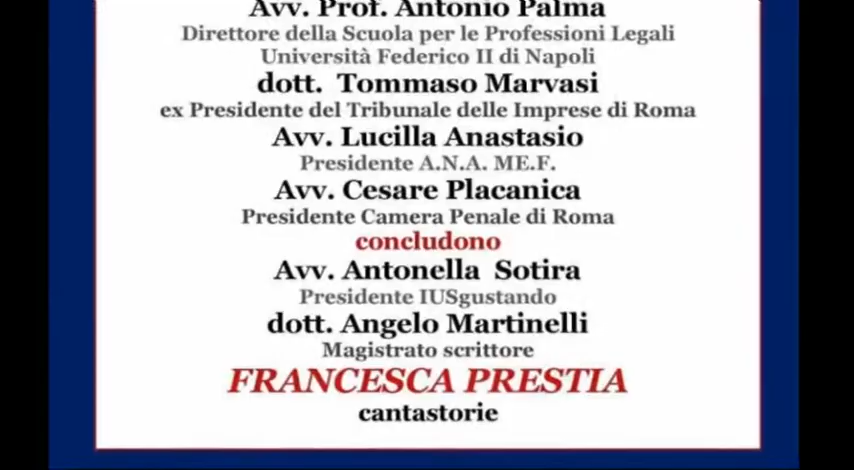 Avv. Prof. Antonio Palma
Direttore della Scuola per le Professioni Legali
Università Federico II di Napoli
dott. Tommaso Marvasi
ex Presidente del Tribunale delle Imprese di Roma
Avv. Lucilla Anastasio
Presidente A.N.A. ME.F.
Avv. Cesare Placanica
Presidente Camera Penale di Roma
concludono
Avv. Antonella Sotira
Presidente IUSgustando
dott. Angelo Martinelli
Magistrato scrittore
FRANCESCA PRESTIA
cantastorie